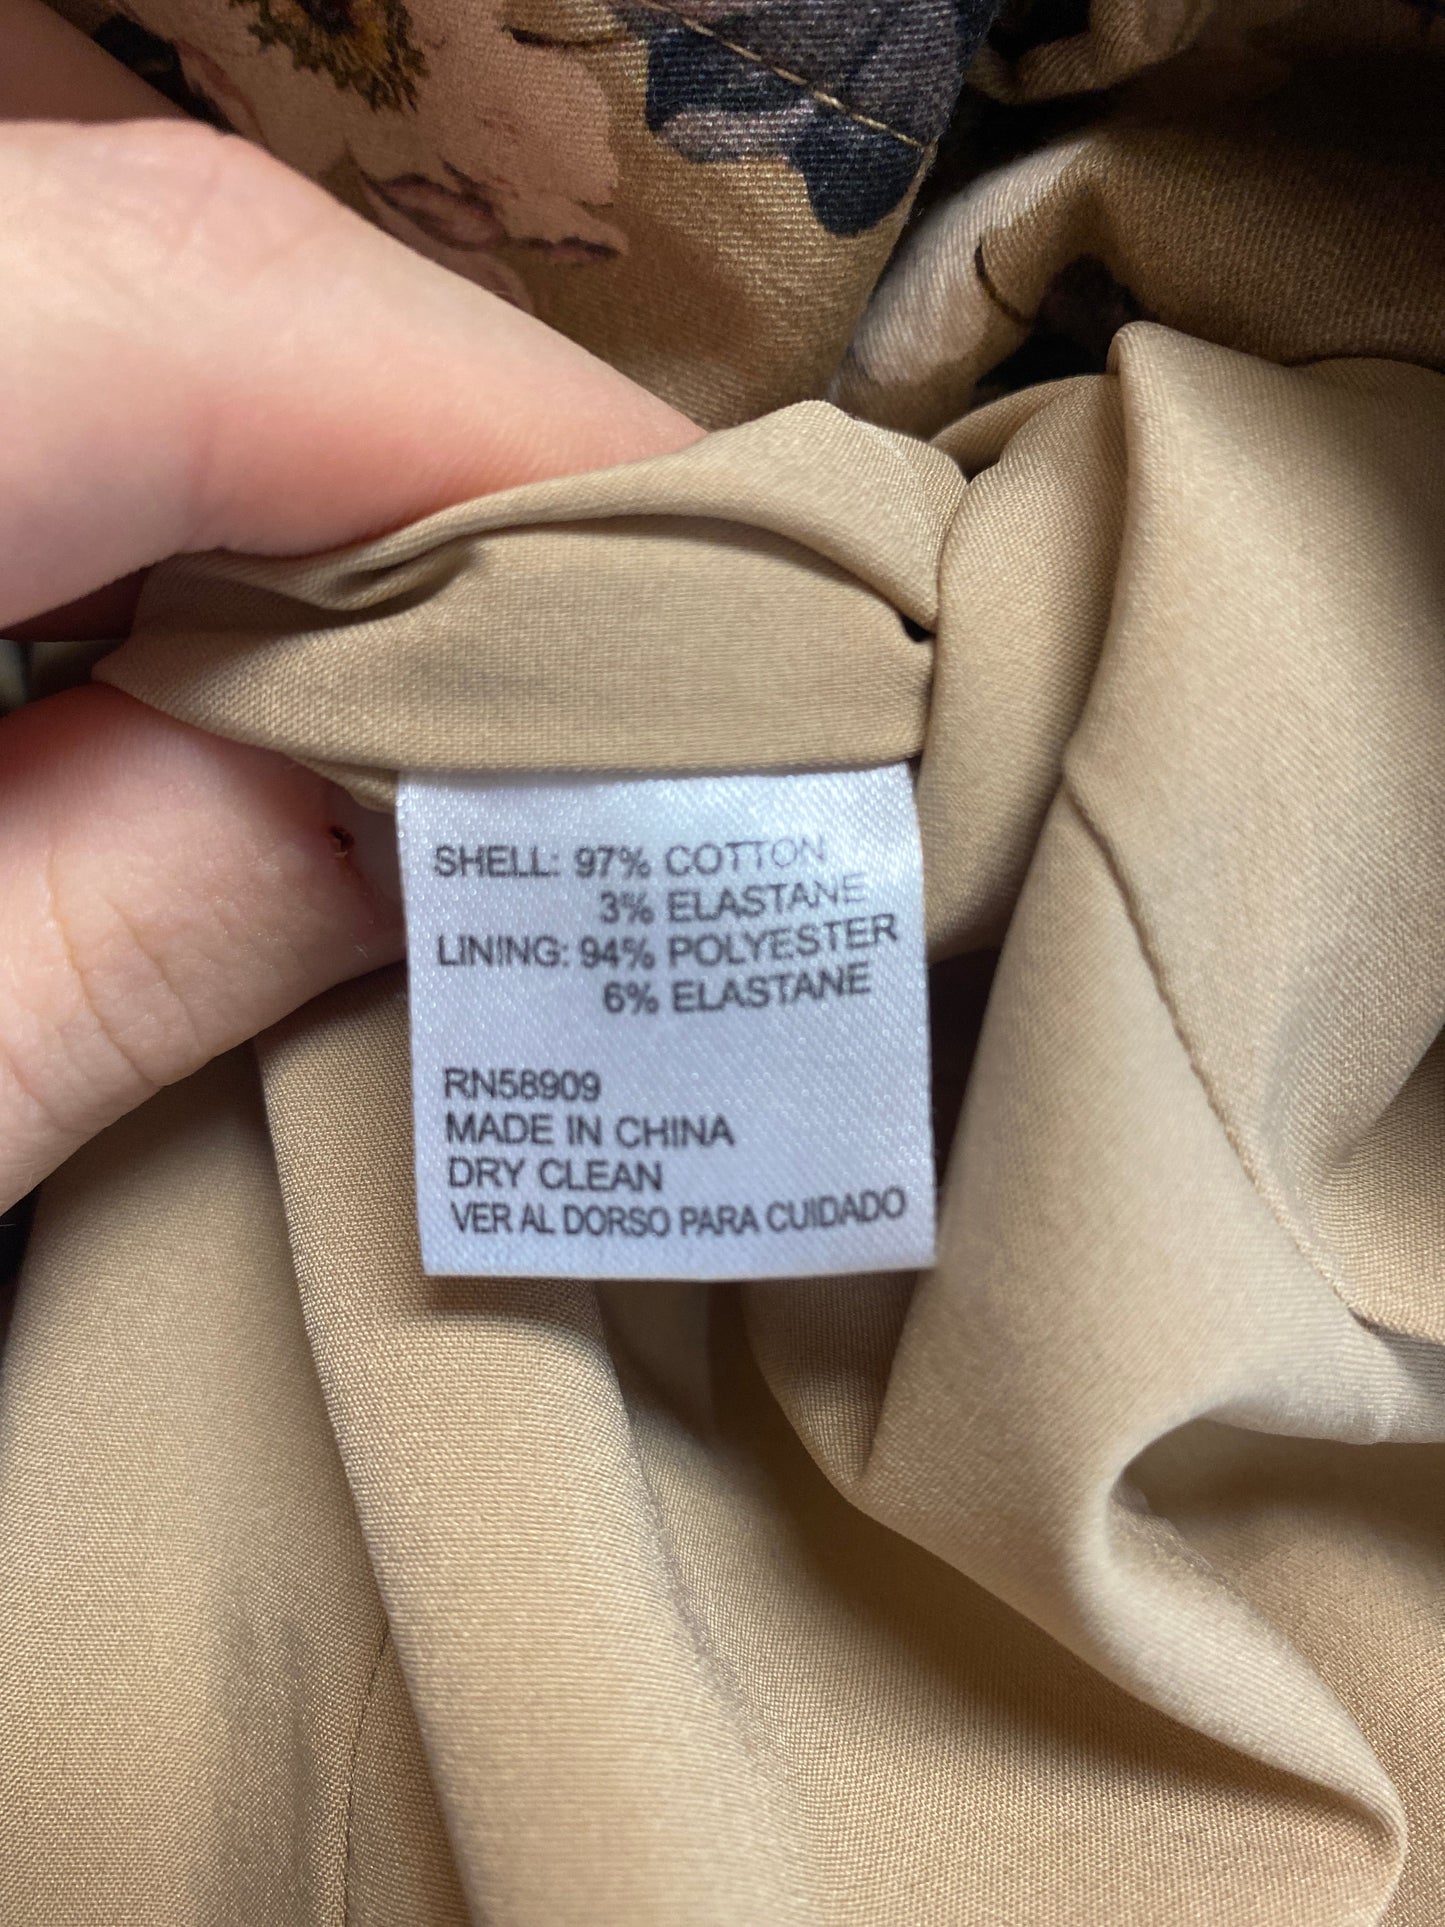 SHELL: 97% COTTON
3% ELASTANE
LINING: 94% POLYESTER
6% ELASTANE
RN58909
MADE IN CHINA
DRY CLEAN
VER AL DORSO PARA CUIDADO